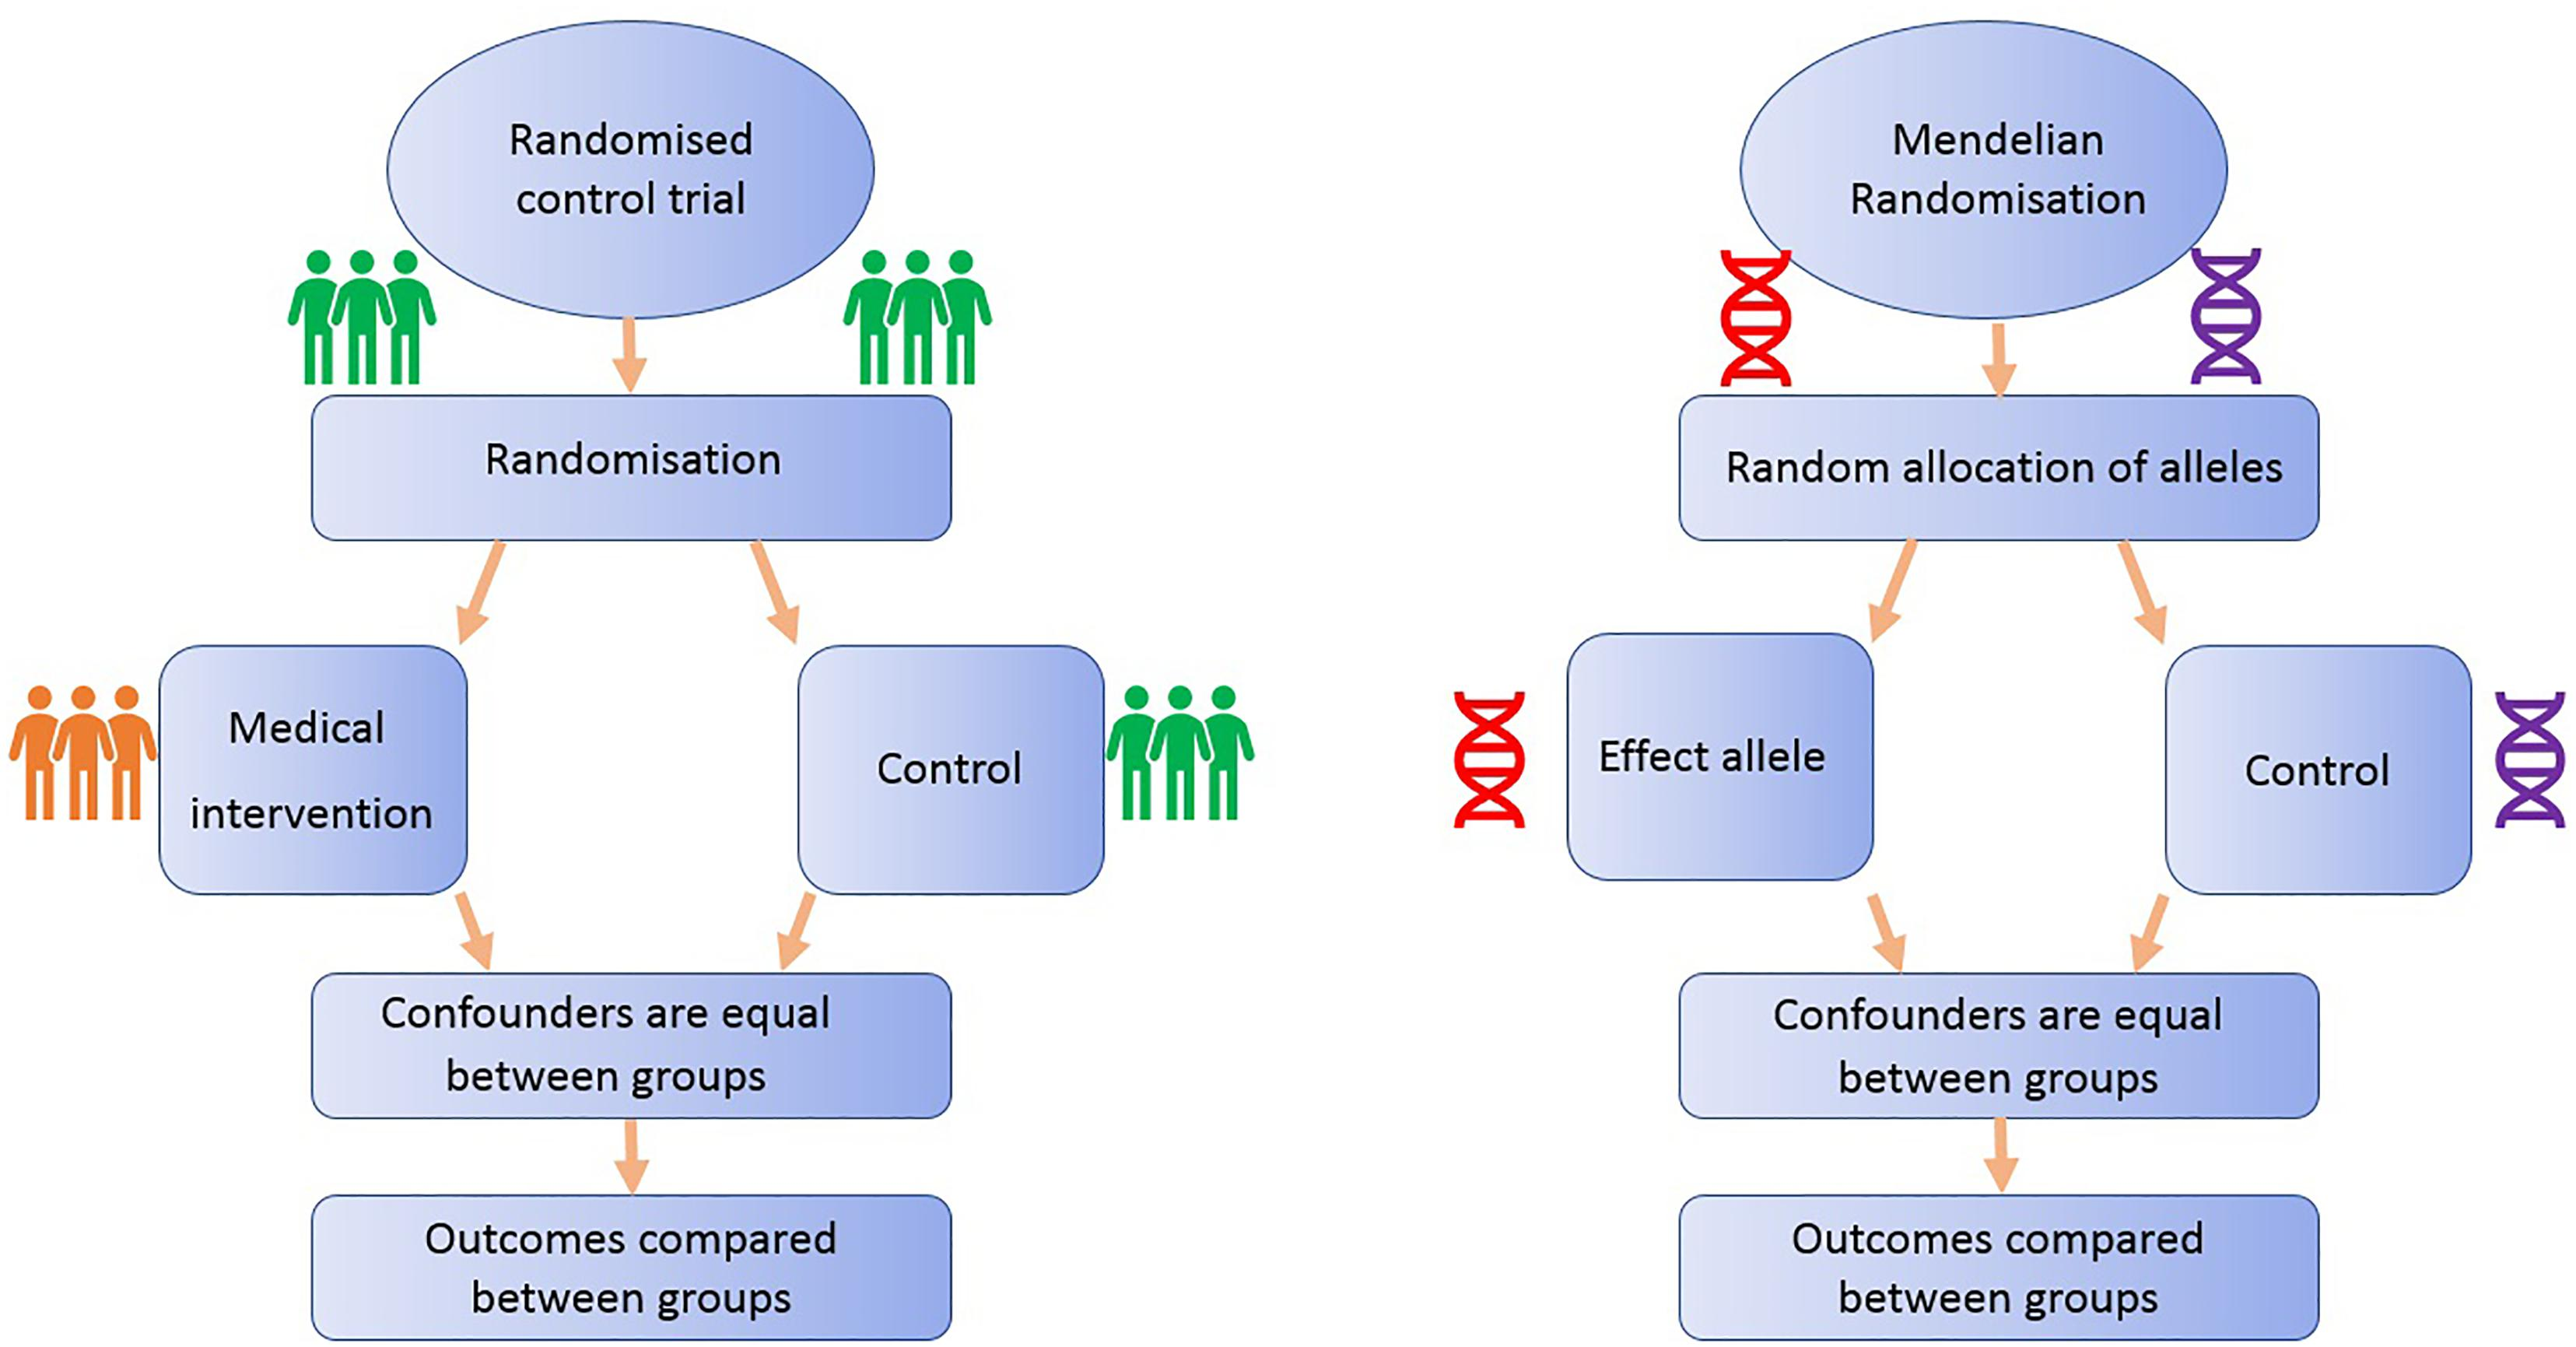 Randomised
control trial
Randomisation
Medical
intervention
Control
Confounders are equal
between groups
Outcomes compared
between groups
Mendelian
Randomisation
Random allocation of alleles
Effect allele
Control
Confounders are equal
between groups
Outcomes compared
between groups